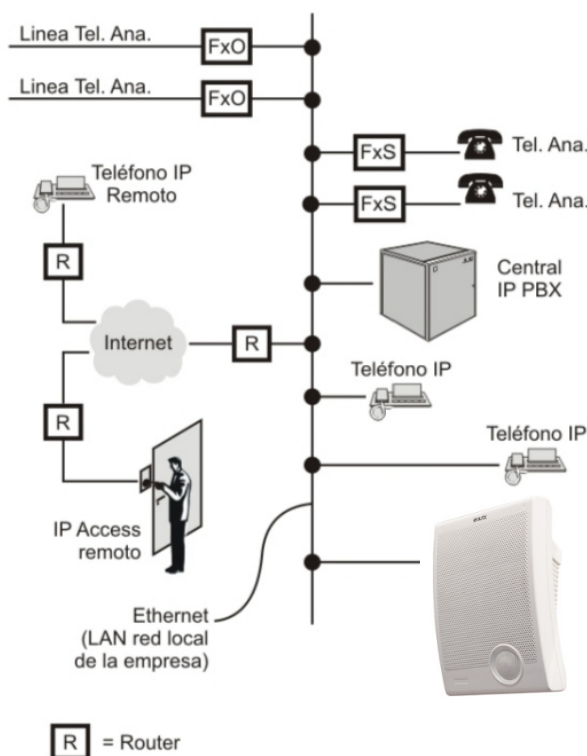 Linea Tel. Ana.
FxO
Linea Tel. Ana.
FxO
FxS
Tel. Ana.
FxS
Tel. Ana.
Teléfono IP
Remoto
R
Central
IP PBX
Internet
R
Teléfono IP
R
Teléfono IP
IP Access
remoto
Ethernet
(LAN red local
de la empresa)
R
= Router